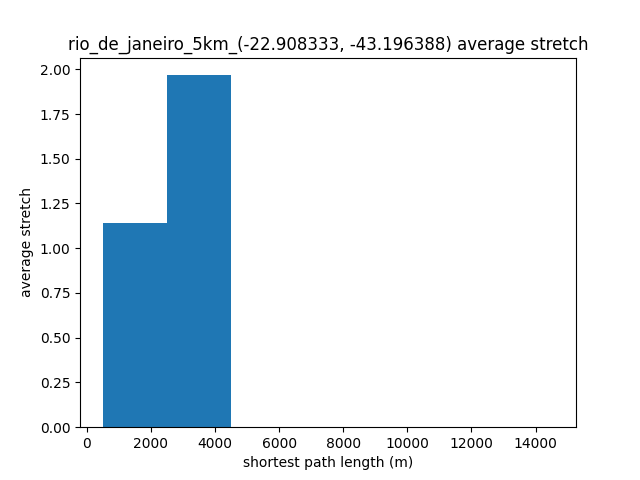 rio_de_janeiro_5km_(-22.908333, -43.196388) average stretch
2.00
1.75
1.50
1.25
1.00
0.75
0.50
0.25
0.00
average stretch
0 2000 4000 6000 8000 10000 12000 14000
shortest path length (m)